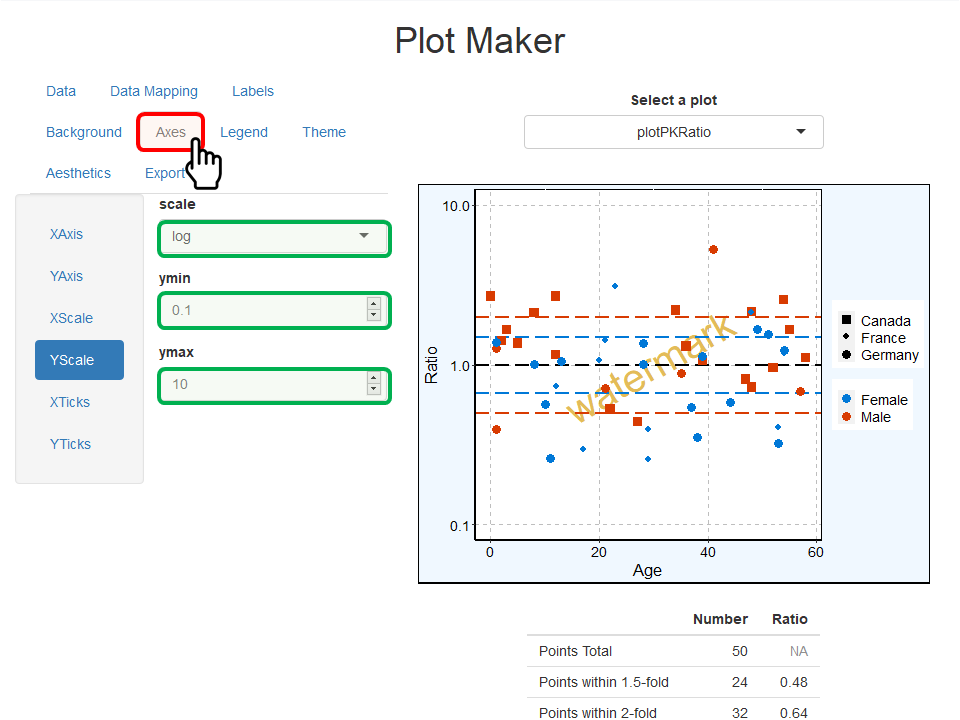 Plot Maker
Data Data Mapping Labels
Background Axes Legend Theme
Aesthetics Export
XAxis
YAxis
XScale
YScale
XTicks
YTicks
scale
log
ymin
0.1
ymax
10
Select a plot
plotPKRatio
10.0
1.0
0.1
Ratio
watermark
0 20 40 60
Age
Canada
France
Germany
Female
Male
Number Ratio
Points Total 50 NA
Points within 1.5-fold 24 0.48
Points within 2-fold 32 0.64